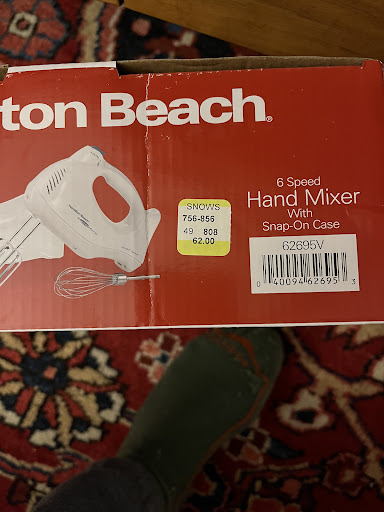 ton Beach®
SNOWS
756-856
49 808
62.00
6 Speed
Hand Mixer
With
Snap-On Case
62695V
0 40094 62695 3